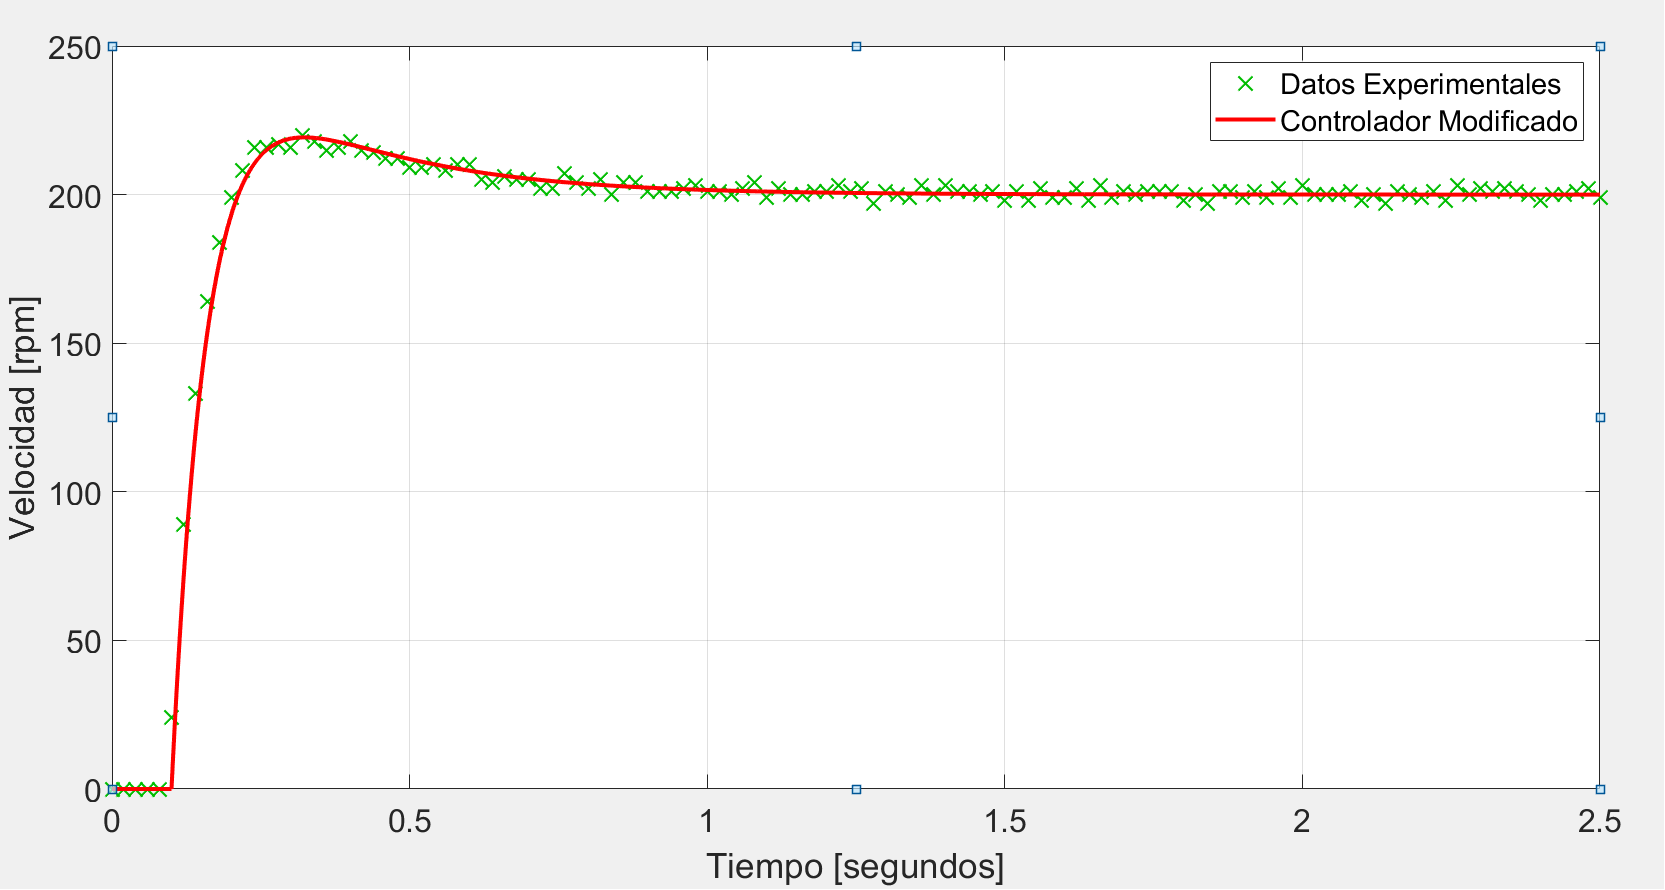 250
200
150
100
50
0
Velocidad [rpm]
Datos Experimentales
Controlador Modificado
0 0.5 1 1.5 2 2.5
Tiempo [segundos]